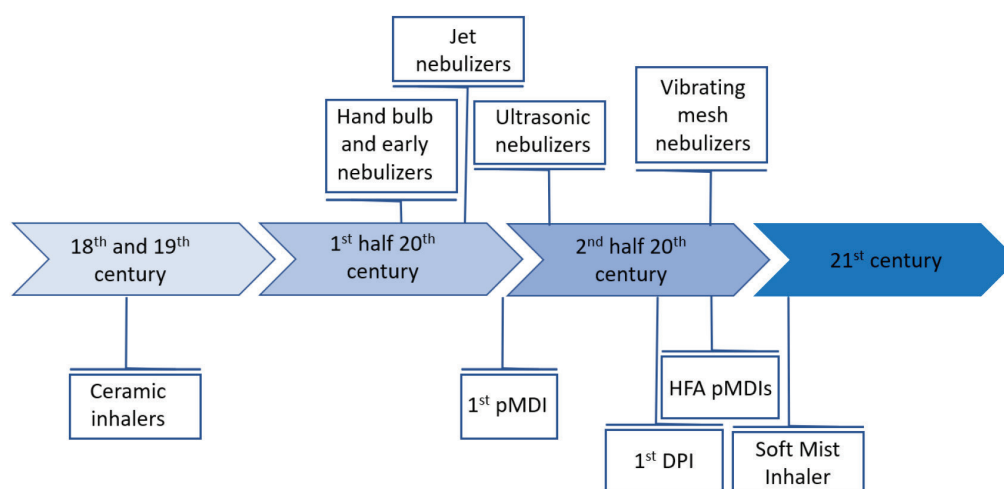 Jet
nebulizers
Hand bulb
and early
nebulizers
Ultrasonic
nebulizers
Vibrating
mesh
nebulizers
18th and 19th
century
1st half 20th
century
2nd half 20th
century
21st century
Ceramic
inhalers
1st pMDI
HFA pMDIs
1st DPI
Soft Mist
Inhaler